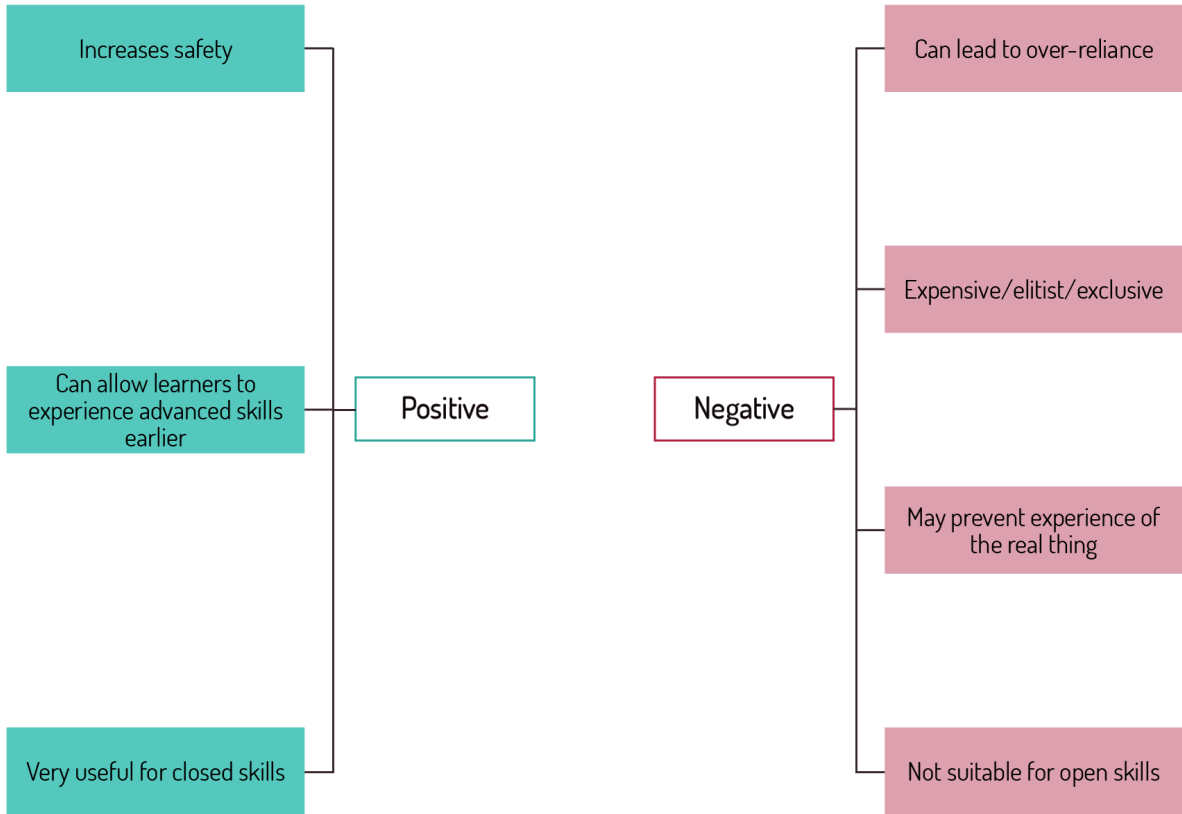 Increases safety
Can allow learners to
experience advanced skills
earlier
Very useful for closed skills
Positive
Negative
Can lead to over-reliance
Expensive/elitist/exclusive
May prevent experience of
the real thing
Not suitable for open skills